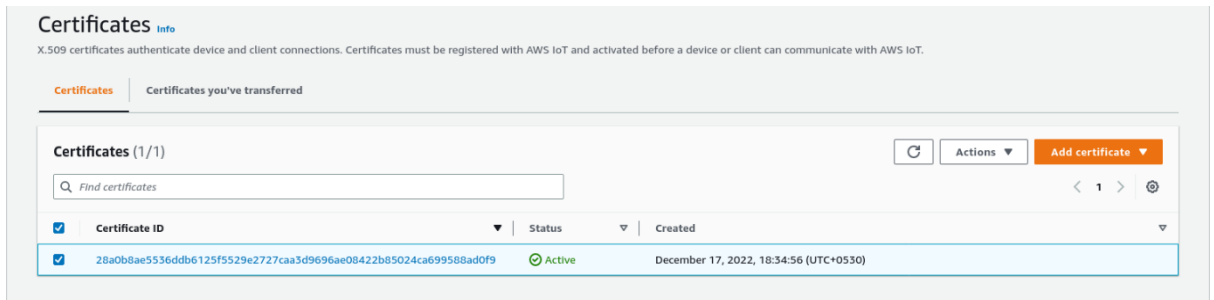 Certificates Info
X.509 certificates authenticate device and client connections. Certificates must be registered with AWS IoT and activated before a device or client can communicate with AWS IoT.
Certificates Certificates you've transferred
Certificates (1/1) Actions Add certificate
Find certificates 1
Certificate ID Status Created
28a0b8ae5536ddb6125f5529e2727caa3d9696ae08422b85024ca699588ad0f9 Active December 17, 2022, 18:34:56 (UTC+0530)